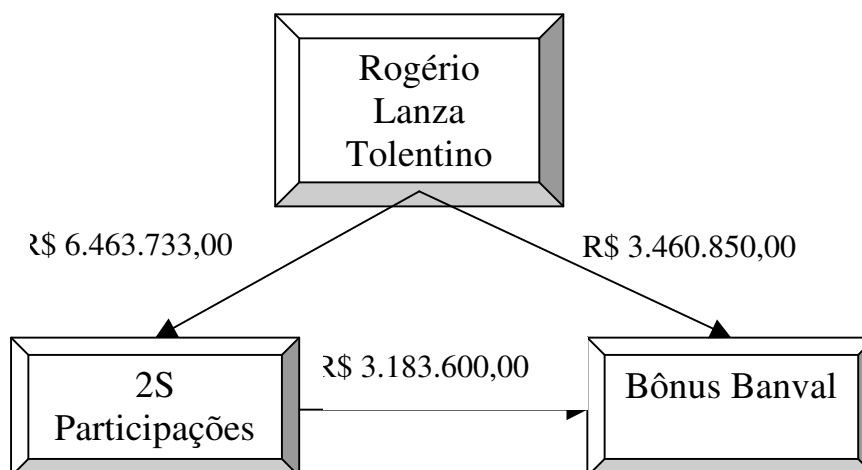 Rogério
Lanza
Tolentino
R$ 6.463.733,00
R$ 3.460.850,00
R$ 3.183.600,00
2S
Participações
Bônus Banval